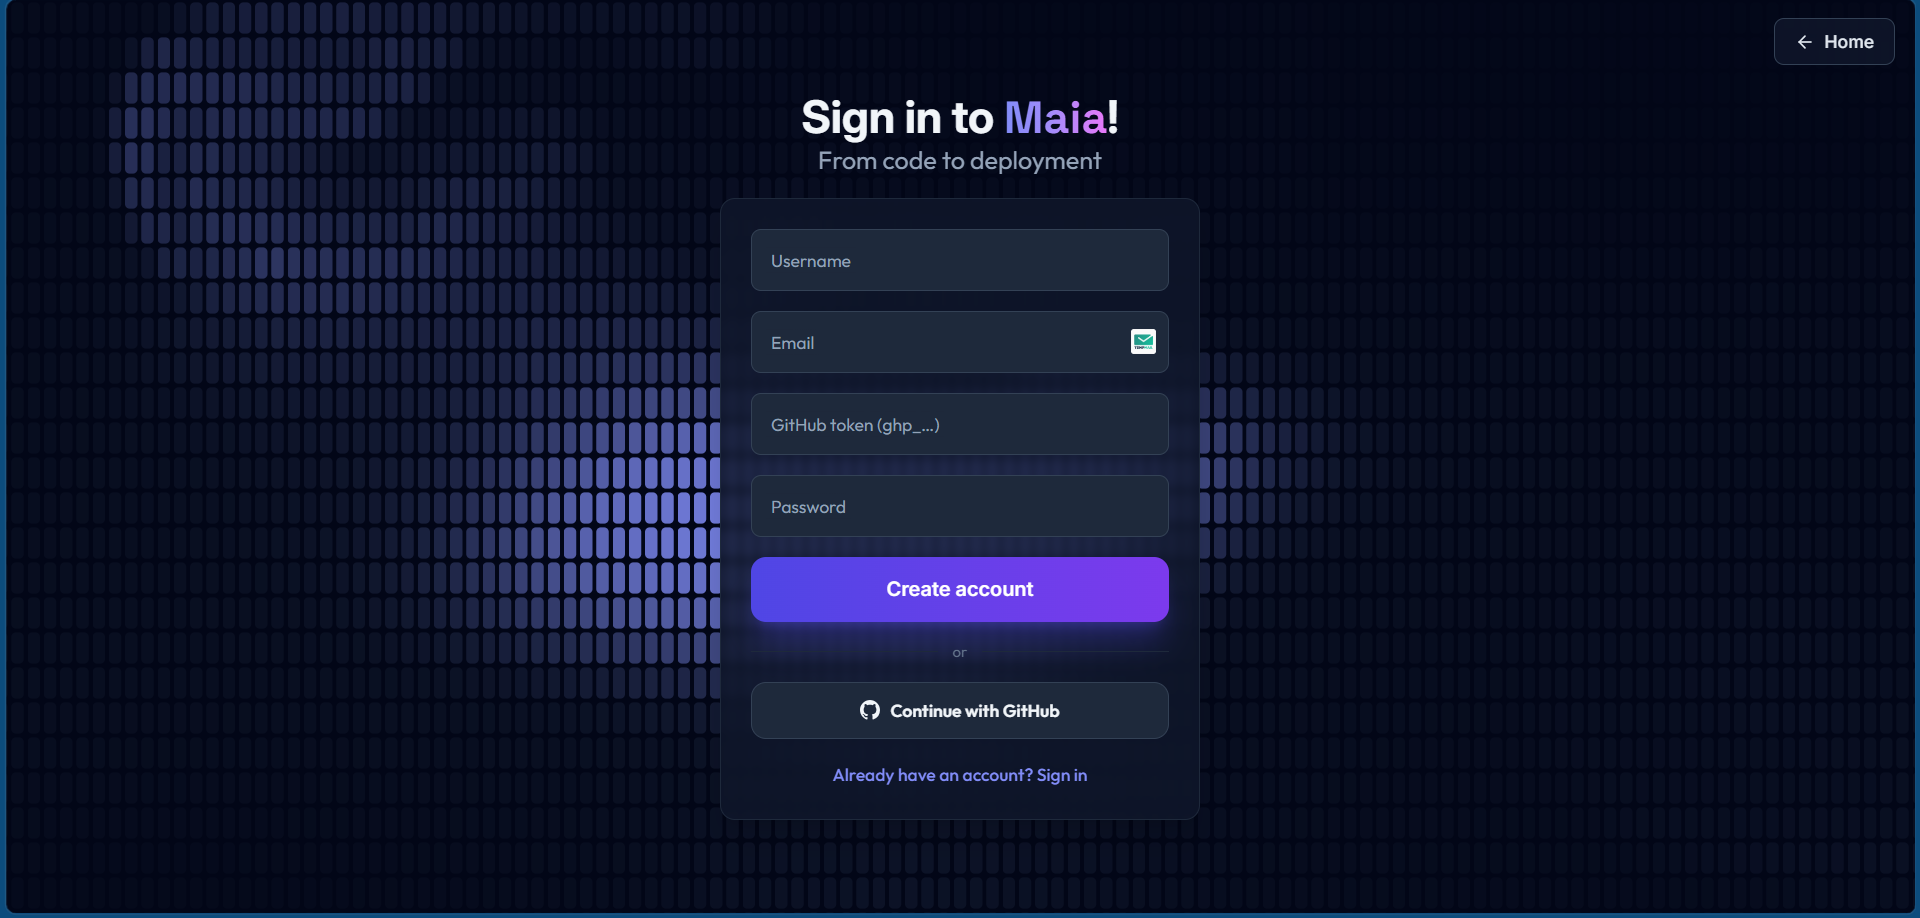 Home
Sign in to Maia!
From code to deployment
Username
Email
GitHub token (ghp_…)
Password
Create account
or
Continue with GitHub
Already have an account? Sign in